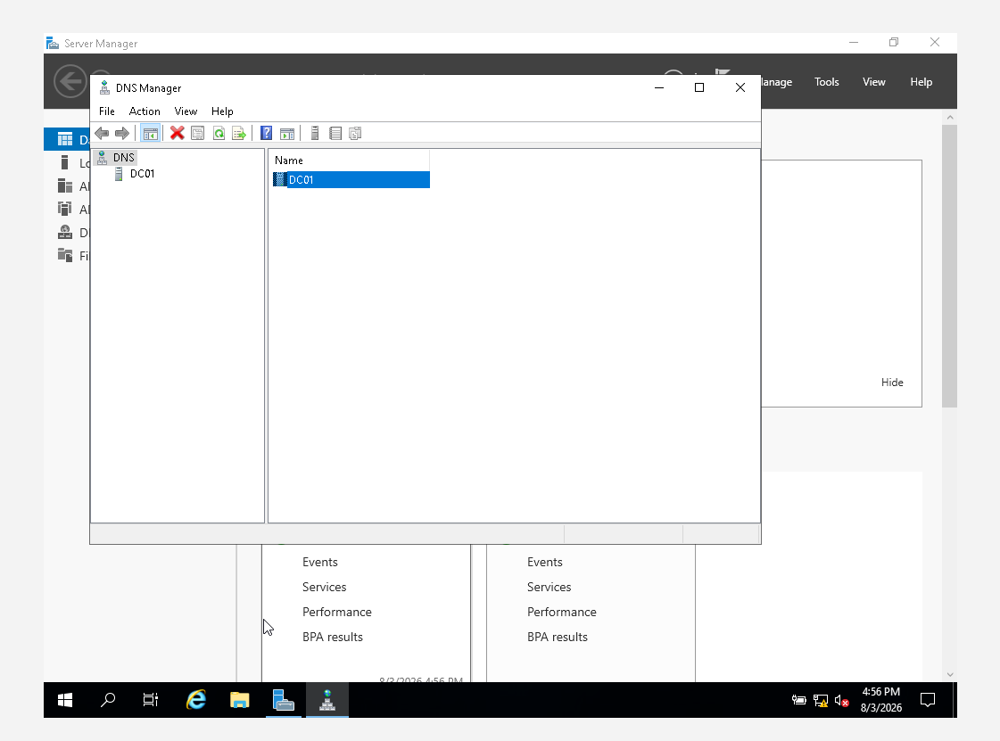 Server Manager
DNS Manager
Manage Tools View Help
File Action View Help
DNS
DC01
Name
DC01
Hide
Events
Services
Performance
BPA results
Events
Services
Performance
BPA results
8/3/2026 4:56 PM
4:56 PM
8/3/2026